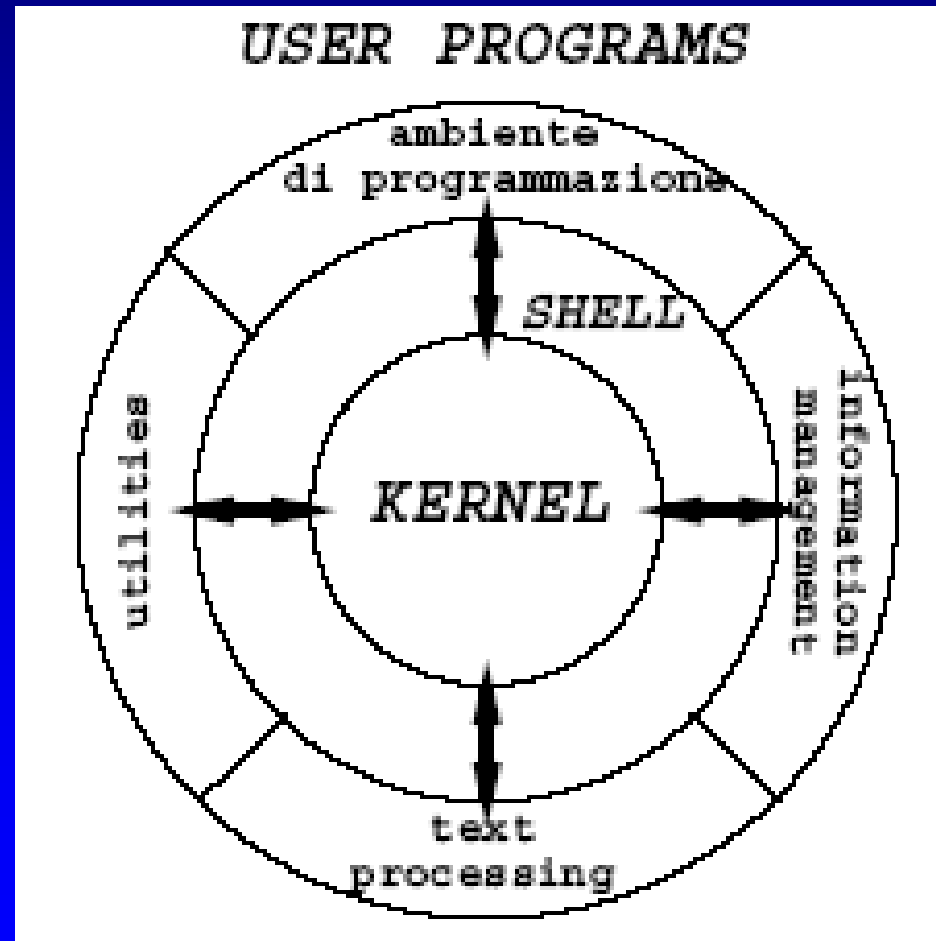 USER PROGRAMS
ambiente
di programmazione
SHELL
KERNEL
utilities
information
management
text
processing